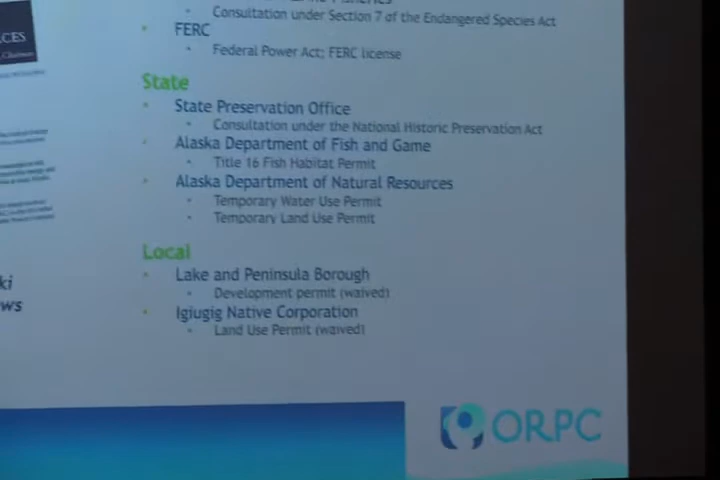 Consultation under Section 7 of the Endangered Species Act
FERC
Federal Power Act; FERC license
State
State Preservation Office
Consultation under the National Historic Preservation Act
Alaska Department of Fish and Game
Title 16 Fish Habitat Permit
Alaska Department of Natural Resources
Temporary Water Use Permit
Temporary Land Use Permit
Local
Lake and Peninsula Borough
Development permit (waived)
Igiugig Native Corporation
Land Use Permit (waived)
CES
ki
ws
ORPC